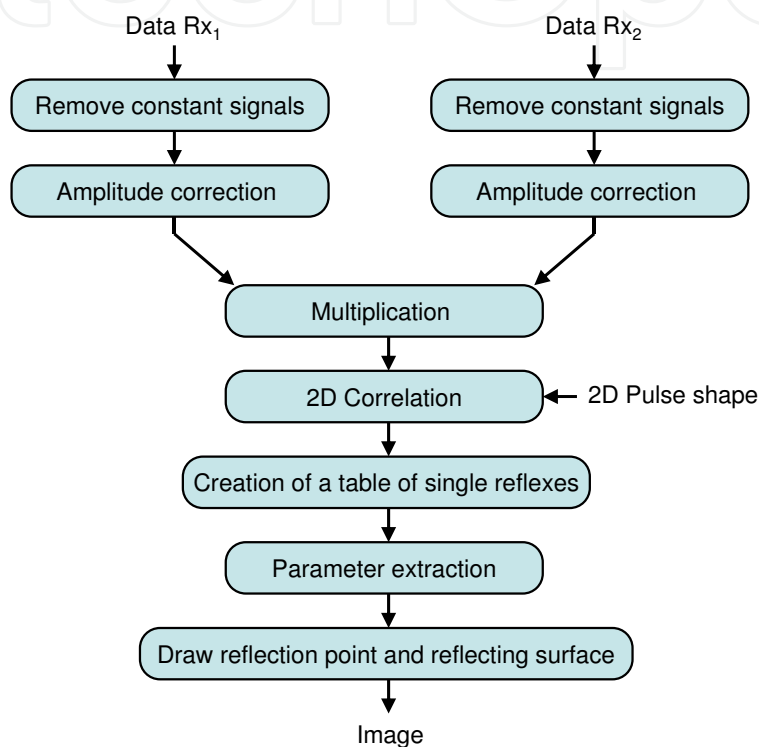 Data Rx₁
Data Rx₂
Remove constant signals
Remove constant signals
Amplitude correction
Amplitude correction
Multiplication
2D Correlation
2D Pulse shape
Creation of a table of single reflexes
Parameter extraction
Draw reflection point and reflecting surface
Image